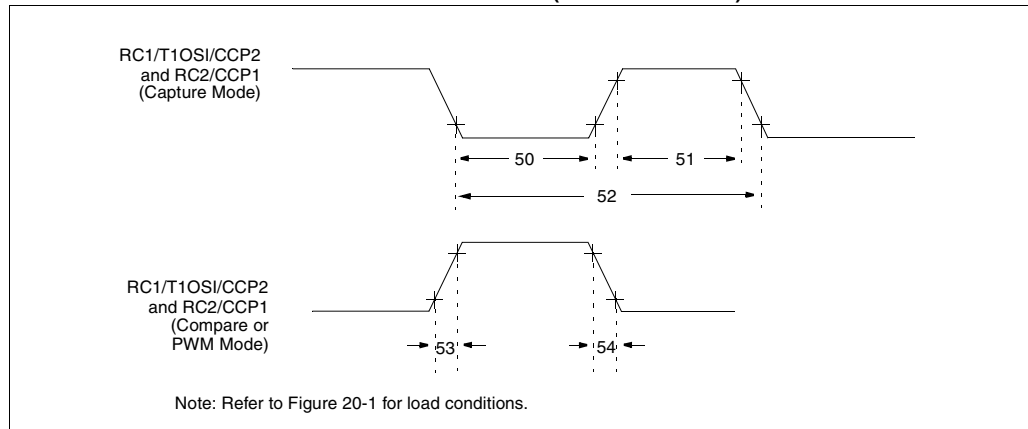 RC1/T1OSI/CCP2
and RC2/CCP1
(Capture Mode)
50
51
52
RC1/T1OSI/CCP2
and RC2/CCP1
(Compare or
PWM Mode)
53
54
Note: Refer to Figure 20-1 for load conditions.